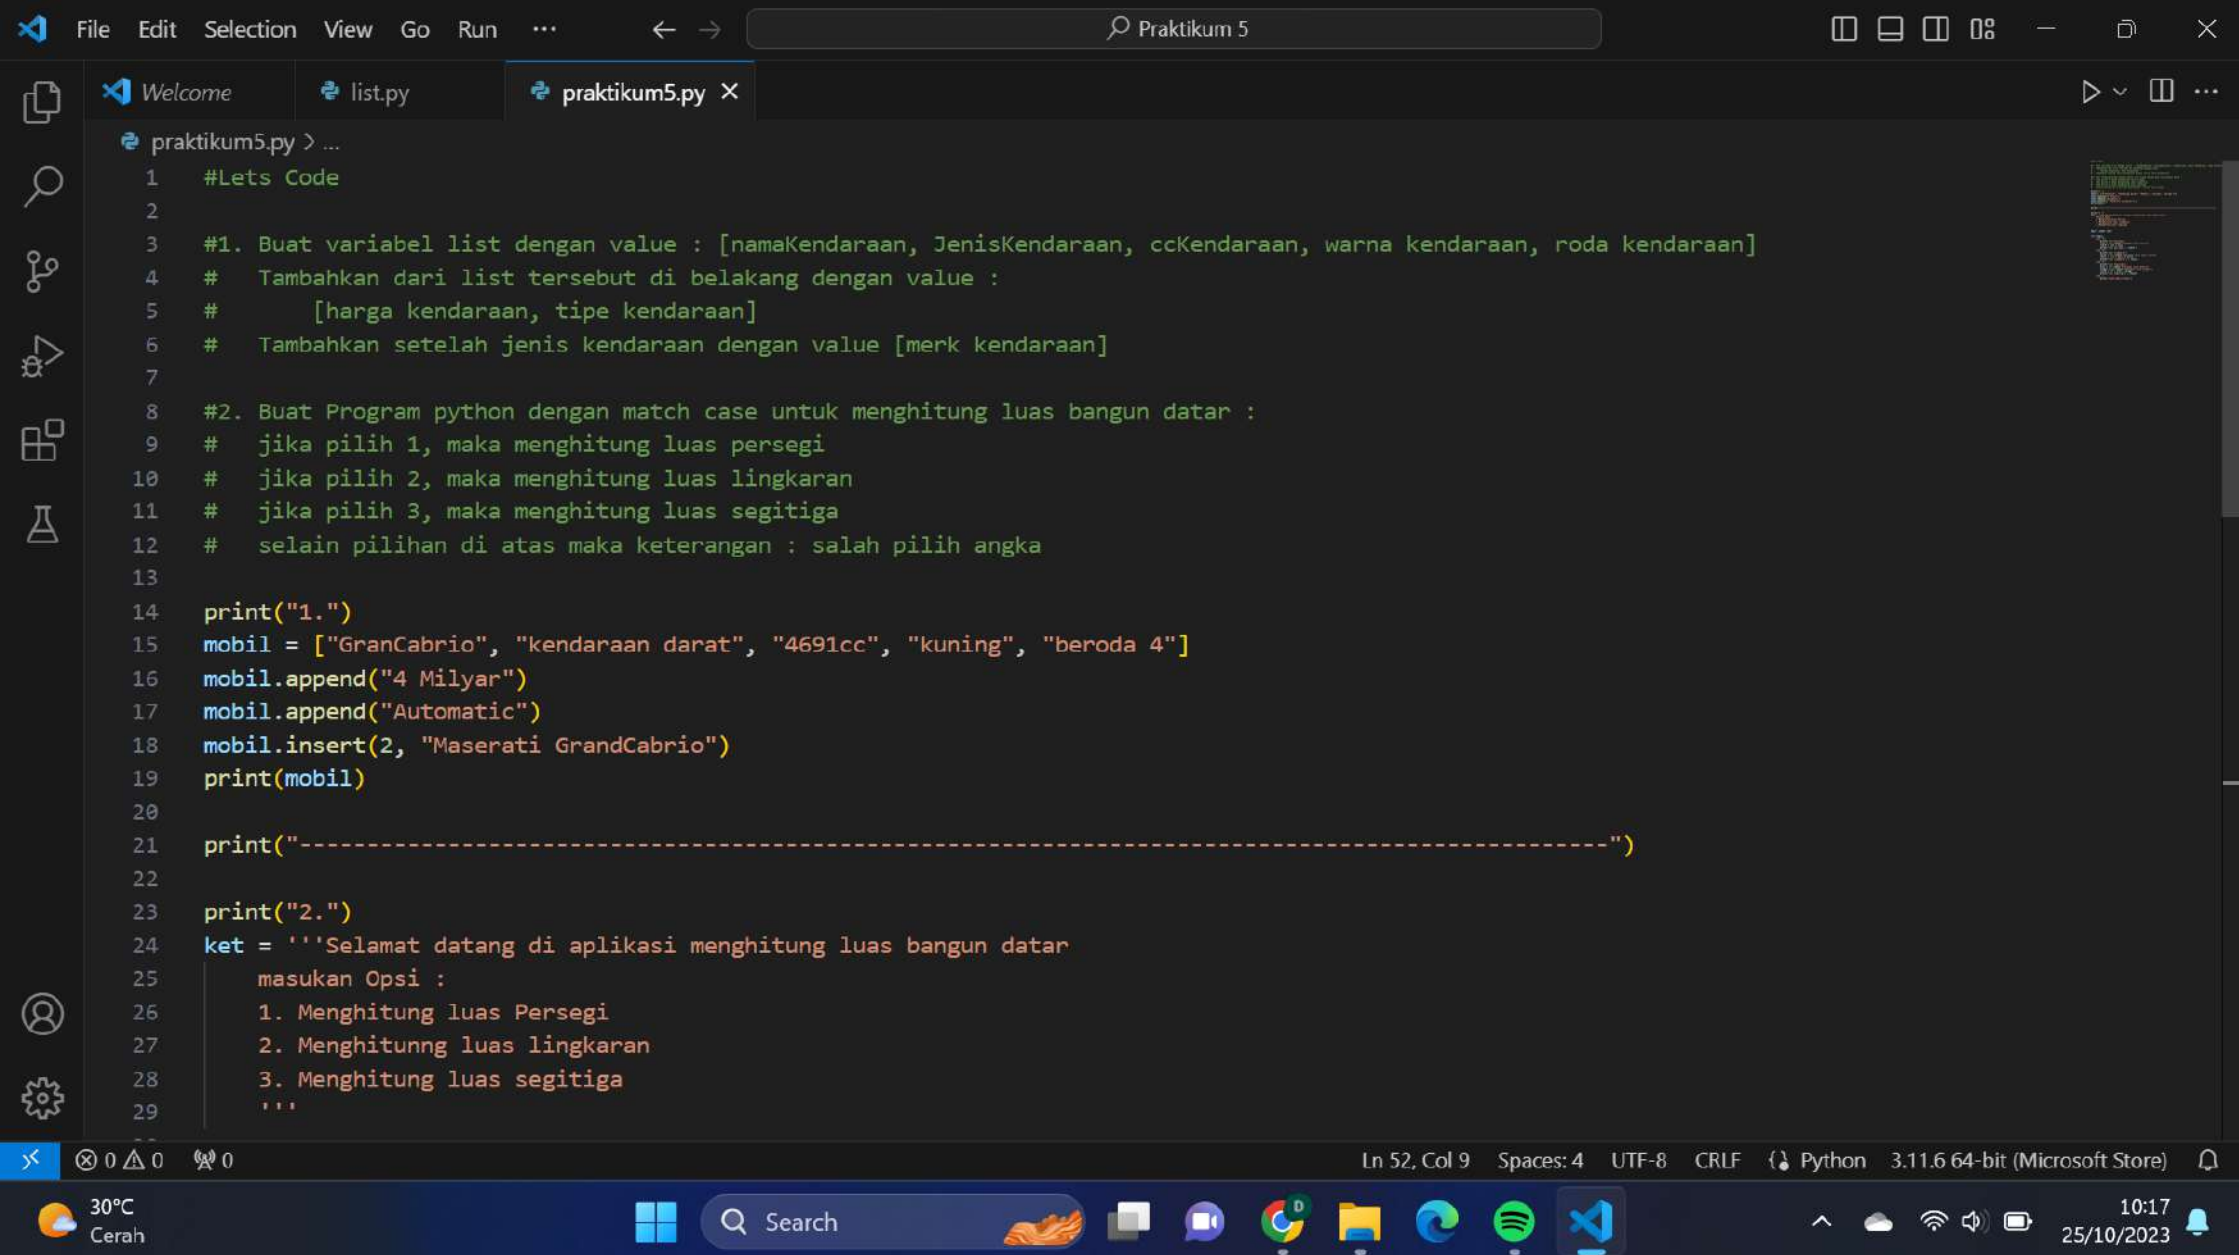 File Edit Selection View Go Run ··· Praktikum 5
Welcome list.py praktikum5.py
praktikum5.py > ...
1 #Lets Code
2
3 #1. Buat variabel list dengan value : [namaKendaraan, JenisKendaraan, ccKendaraan, warna kendaraan, roda kendaraan]
4 #   Tambahkan dari list tersebut di belakang dengan value :
5 #       [harga kendaraan, tipe kendaraan]
6 #   Tambahkan setelah jenis kendaraan dengan value [merk kendaraan]
7
8 #2. Buat Program python dengan match case untuk menghitung luas bangun datar :
9 #   jika pilih 1, maka menghitung luas persegi
10 #   jika pilih 2, maka menghitung luas lingkaran
11 #   jika pilih 3, maka menghitung luas segitiga
12 #   selain pilihan di atas maka keterangan : salah pilih angka
13
14 print("1.")
15 mobil = ["GranCabrio", "kendaraan darat", "4691cc", "kuning", "beroda 4"]
16 mobil.append("4 Milyar")
17 mobil.append("Automatic")
18 mobil.insert(2, "Maserati GrandCabrio")
19 print(mobil)
20
21 print("-------------------------------------------------------------------------------------------------")
22
23 print("2.")
24 ket = '''Selamat datang di aplikasi menghitung luas bangun datar
25     masukan Opsi :
26     1. Menghitung luas Persegi
27     2. Menghitunng luas lingkaran
28     3. Menghitung luas segitiga
29     '''
0 0 0 Ln 52, Col 9 Spaces: 4 UTF-8 CRLF Python 3.11.6 64-bit (Microsoft Store)
30°C
Cerah
Search
D
10:17
25/10/2023